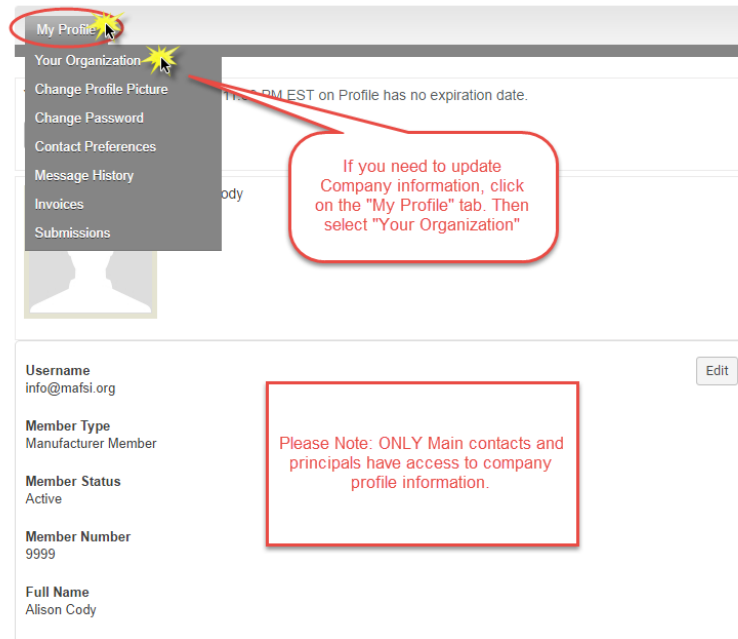 My Profile
Your Organization
Change Profile Picture
PM EST on Profile has no expiration date.
Change Password
Contact Preferences
Message History
Invoices
Submissions
ody
If you need to update
Company information, click
on the "My Profile" tab. Then
select "Your Organization"
Username
info@mafsi.org
Edit
Member Type
Manufacturer Member
Please Note: ONLY Main contacts and
principals have access to company
profile information.
Member Status
Active
Member Number
9999
Full Name
Alison Cody